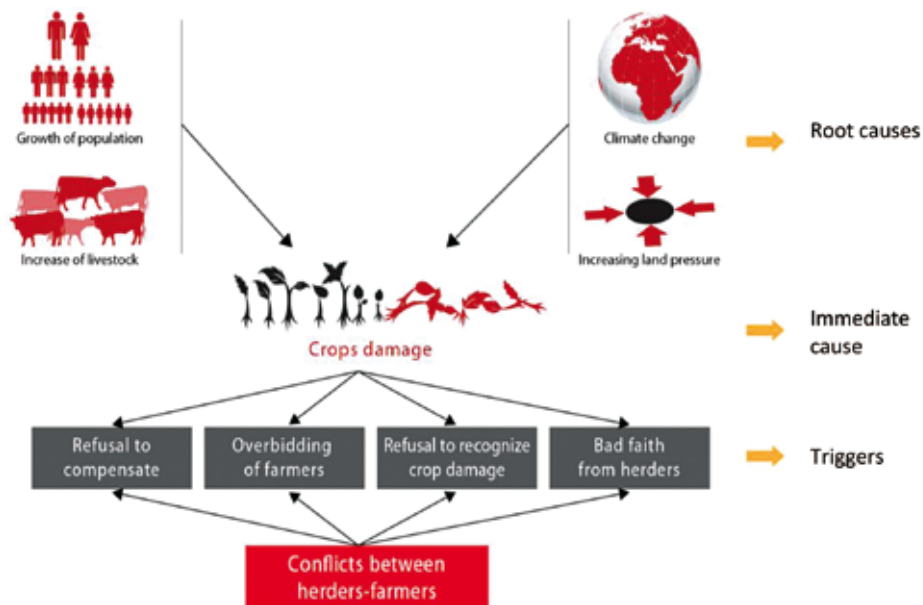 Growth of population
Climate change
Root causes
Increase of livestock
Increasing land pressure
Crops damage
Immediate
cause
Refusal to
compensate
Overbidding
of farmers
Refusal to recognize
crop damage
Bad faith
from herders
Triggers
Conflicts between
herders-farmers